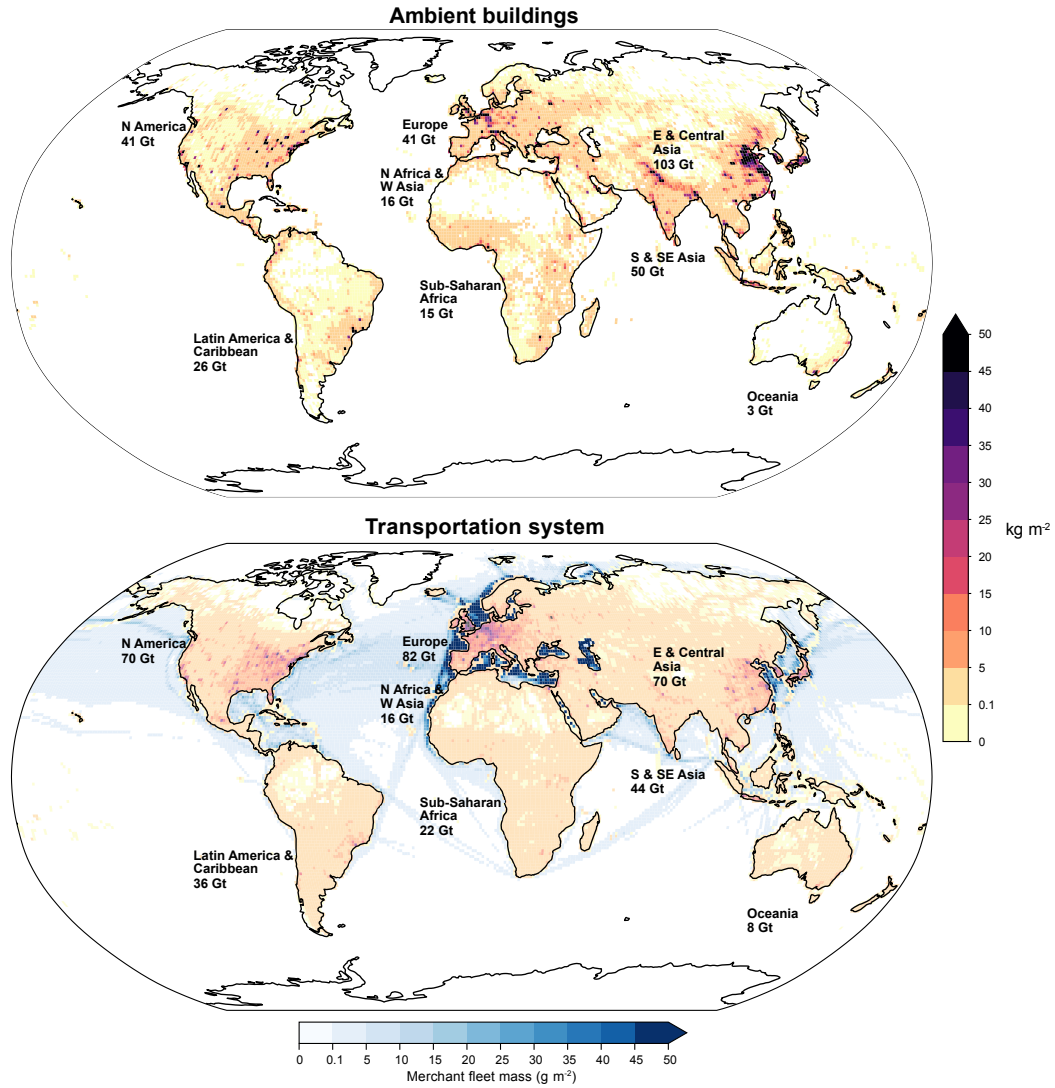 Ambient buildings
N America
41 Gt
Europe
41 Gt
E & Central
Asia
103 Gt
N Africa &
W Asia
16 Gt
S & SE Asia
50 Gt
Sub-Saharan
Africa
15 Gt
Latin America &
Caribbean
26 Gt
Oceania
3 Gt
50
45
40
35
30
25
20
15
10
5
0.1
0
kg m-2
Transportation system
N America
70 Gt
Europe
82 Gt
E & Central
Asia
70 Gt
N Africa &
W Asia
16 Gt
S & SE Asia
44 Gt
Sub-Saharan
Africa
22 Gt
Latin America &
Caribbean
36 Gt
Oceania
8 Gt
0 0.1 5 10 15 20 25 30 35 40 45 50
Merchant fleet mass (g m-2)